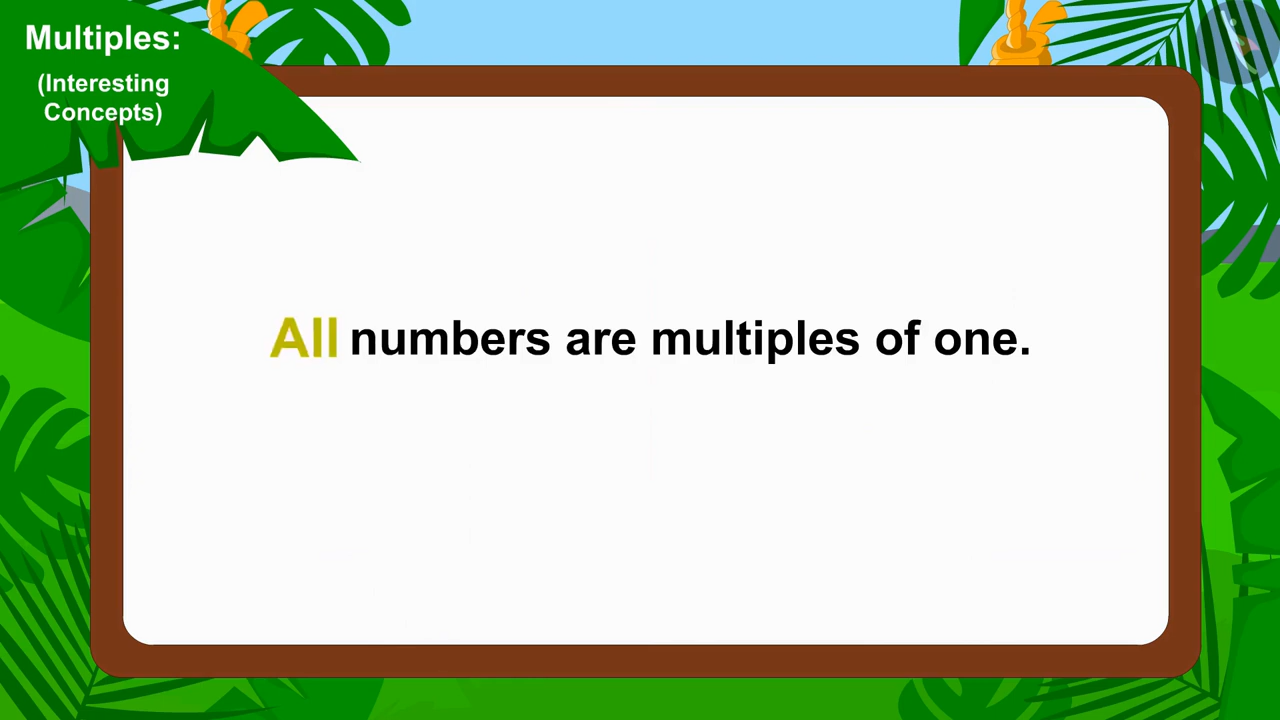 Multiples:
(Interesting
Concepts)
All numbers are multiples of one.